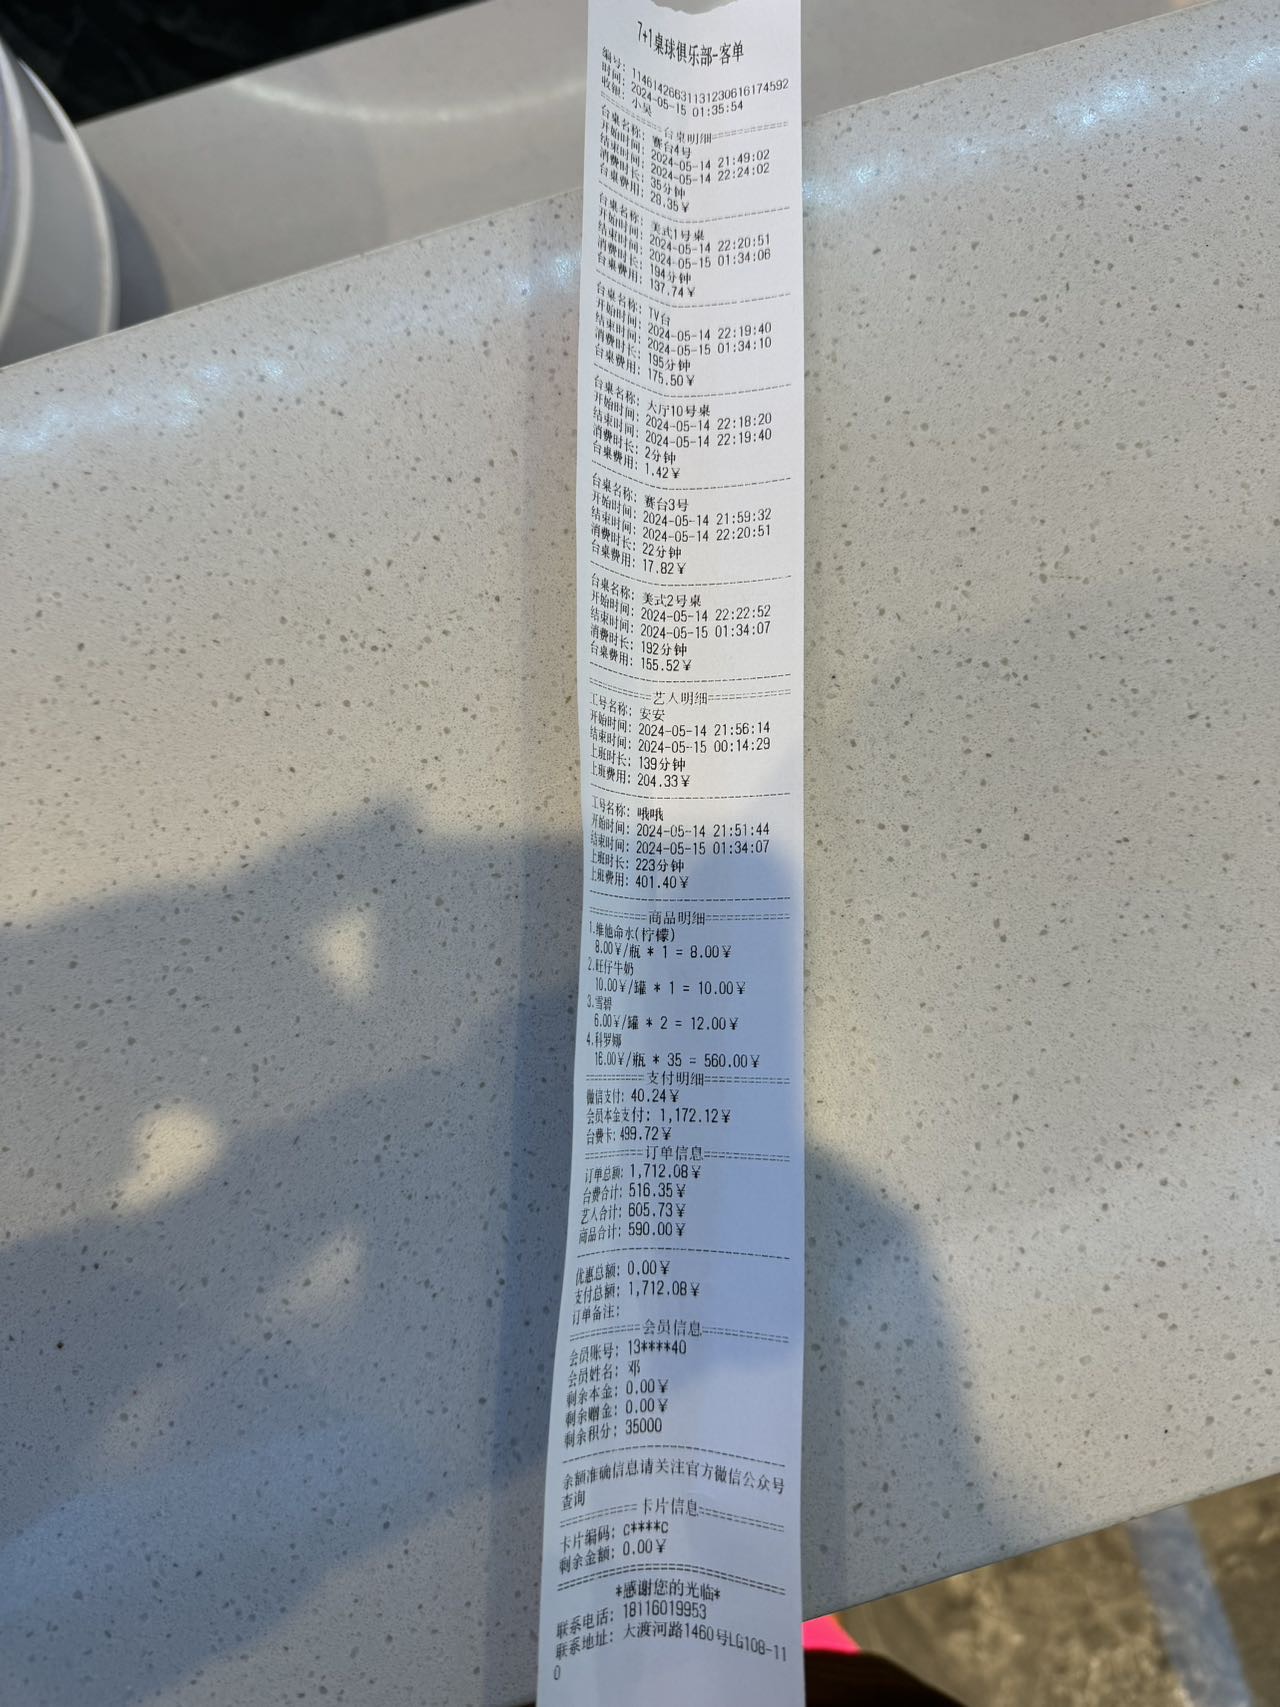 7+1桌球俱乐部-客单
编号: 11461426631131230616174592
时间: 2024-05-15 01:35:54
收银: 小吴
==========台桌明细==========
台桌名称: 赛台4号
开始时间: 2024-05-14 21:49:02
结束时间: 2024-05-14 22:24:02
消费时长: 35分钟
台桌费用: 28.35￥
台桌名称: 美式1号桌
开始时间: 2024-05-14 22:20:51
结束时间: 2024-05-15 01:34:06
消费时长: 194分钟
台桌费用: 137.74￥
台桌名称: TV台
开始时间: 2024-05-14 22:19:40
结束时间: 2024-05-15 01:34:10
消费时长: 195分钟
台桌费用: 175.50￥
台桌名称: 大厅10号桌
开始时间: 2024-05-14 22:18:20
结束时间: 2024-05-14 22:19:40
消费时长: 2分钟
台桌费用: 1.42￥
台桌名称: 赛台3号
开始时间: 2024-05-14 21:59:32
结束时间: 2024-05-14 22:20:51
消费时长: 22分钟
台桌费用: 17.82￥
台桌名称: 美式2号桌
开始时间: 2024-05-14 22:22:52
结束时间: 2024-05-15 01:34:07
消费时长: 192分钟
台桌费用: 155.52￥
==========艺人明细==========
工号名称: 安安
开始时间: 2024-05-14 21:56:14
结束时间: 2024-05-15 00:14:29
上班时长: 139分钟
上班费用: 204.33￥
工号名称: 哦哦
开始时间: 2024-05-14 21:51:44
结束时间: 2024-05-15 01:34:07
上班时长: 223分钟
上班费用: 401.40￥
==========商品明细==========
1.维他命水(柠檬)
8.00￥/瓶 * 1 = 8.00￥
2.旺仔牛奶
10.00￥/罐 * 1 = 10.00￥
3.雪碧
6.00￥/罐 * 2 = 12.00￥
4.科罗娜
16.00￥/瓶 * 35 = 560.00￥
==========支付明细==========
微信支付: 40.24￥
会员本金支付: 1,172.12￥
台费卡: 499.72￥
==========订单信息==========
订单总额: 1,712.08￥
台费合计: 516.35￥
艺人合计: 605.73￥
商品合计: 590.00￥
优惠总额: 0.00￥
支付总额: 1,712.08￥
订单备注:
==========会员信息==========
会员账号: 13****40
会员姓名: 邓
剩余本金: 0.00￥
剩余赠金: 0.00￥
剩余积分: 35000
余额准确信息请关注官方微信公众号
查询
==========卡片信息==========
卡片编码: c****c
剩余金额: 0.00￥
*感谢您的光临*
联系电话: 18116019953
联系地址: 大渡河路1460号LG108-11
0